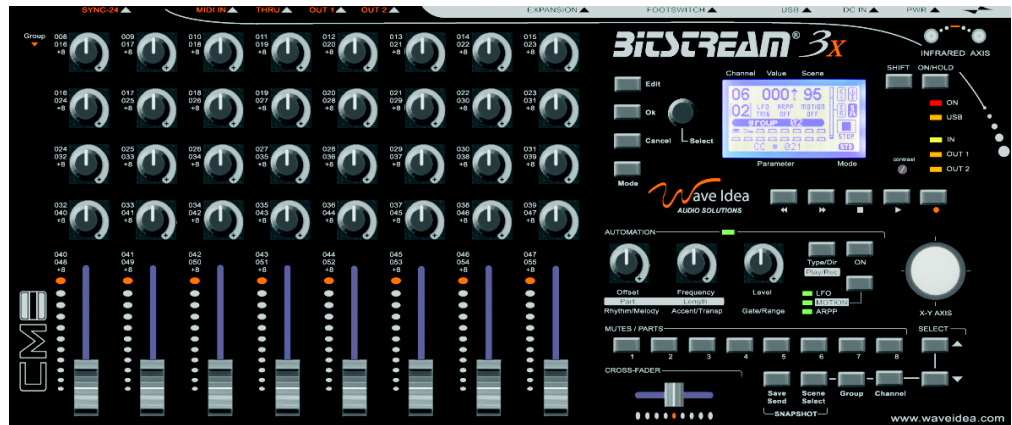 SYNC-24 MIDI IN THRU OUT 1 OUT 2 EXPANSION FOOTSWITCH USB DC IN PWR
Group
008 009 010 011 012 013 014 015
016 017 018 019 020 021 022 023
+8 +8 +8 +8 +8 +8 +8 +8
016 017 018 019 020 021 022 023
024 025 026 027 028 029 030 031
+8 +8 +8 +8 +8 +8 +8 +8
024 025 026 027 028 029 030 031
032 033 034 035 036 037 038 039
+8 +8 +8 +8 +8 +8 +8 +8
032 033 034 035 036 037 038 039
040 041 042 043 044 045 046 047
+8 +8 +8 +8 +8 +8 +8 +8
040 041 042 043 044 045 046 047
048 049 050 051 052 053 054 055
+8 +8 +8 +8 +8 +8 +8 +8
CM8
BITSTREAM® 3X
INFRARED AXIS
SHIFT ON/HOLD
Edit
Ok
Cancel
Mode
Select
Channel Value Scene
06 000 95
02 LFO ARPP MOTION
OFF OFF
group 02
STOP
CC # 021
STD
Parameter Mode
ON
USB
IN
OUT 1
OUT 2
contrast
Wave Idea
AUDIO SOLUTIONS
AUTOMATION
Type/Dir ON
Play/Rec
Offset Frequency Level
Part Length
Rhythm/Melody Accent/Transp Gate/Range
LFO
MOTION
ARPP
X-Y AXIS
MUTES / PARTS SELECT
1 2 3 4 5 6 7 8
CROSS-FADER
Save Send
Scene Select
Group
Channel
SNAPSHOT
www.waveidea.com